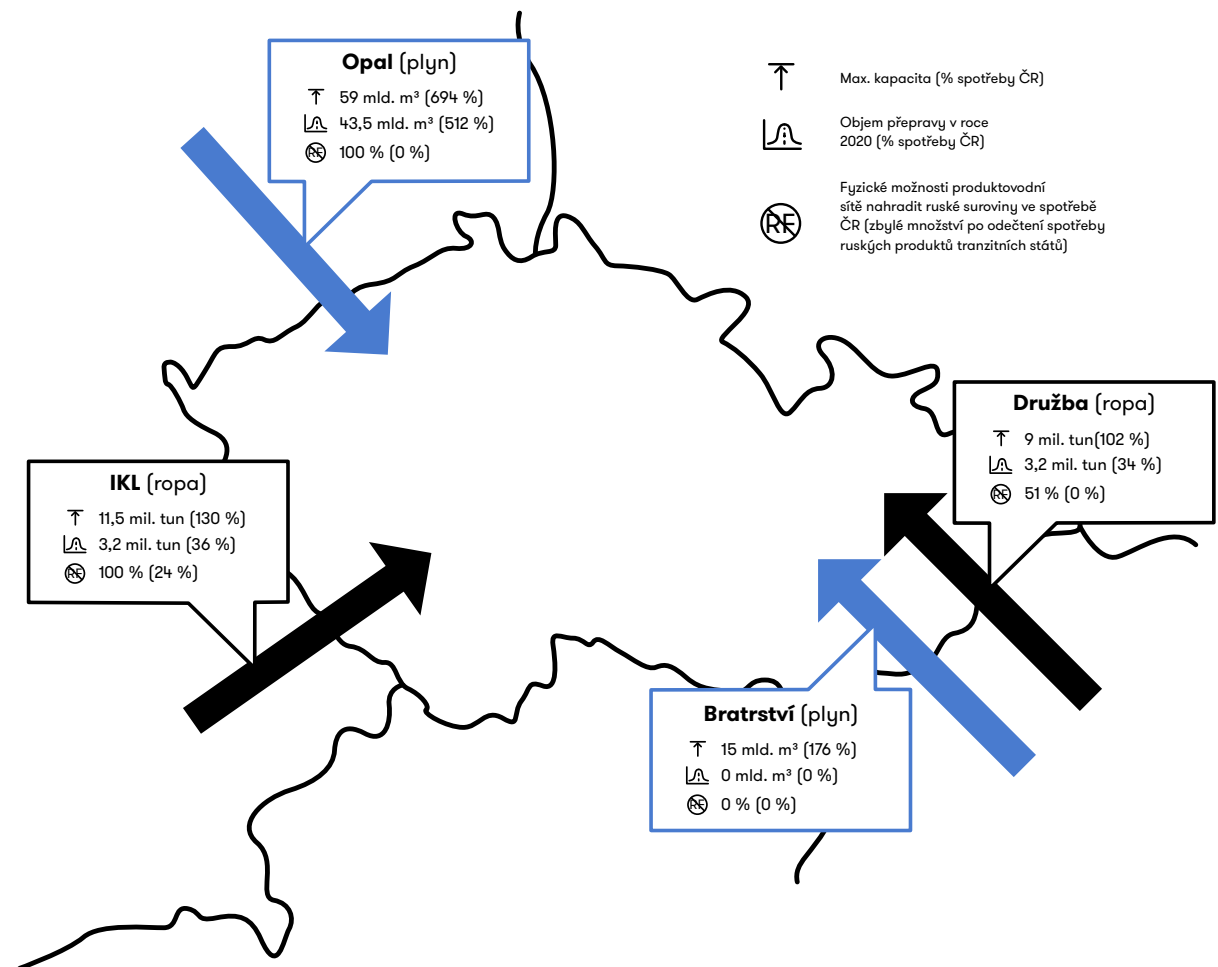 Opal (plyn)
59 mld. m³ (694 %)
43,5 mld. m³ (512 %)
RF 100 % (0 %)
Max. kapacita (% spotřeby ČR)
Objem přepravy v roce
2020 (% spotřeby ČR)
RF
Fyzické možnosti produktovodní
sítě nahradit ruské suroviny ve spotřebě
ČR (zbylé množství po odečtení spotřeby
ruských produktů tranzitních států)
Družba (ropa)
9 mil. tun(102 %)
3,2 mil. tun (34 %)
RF 51 % (0 %)
IKL (ropa)
11,5 mil. tun (130 %)
3,2 mil. tun (36 %)
RF 100 % (24 %)
Bratrství (plyn)
15 mld. m³ (176 %)
0 mld. m³ (0 %)
RF 0 % (0 %)